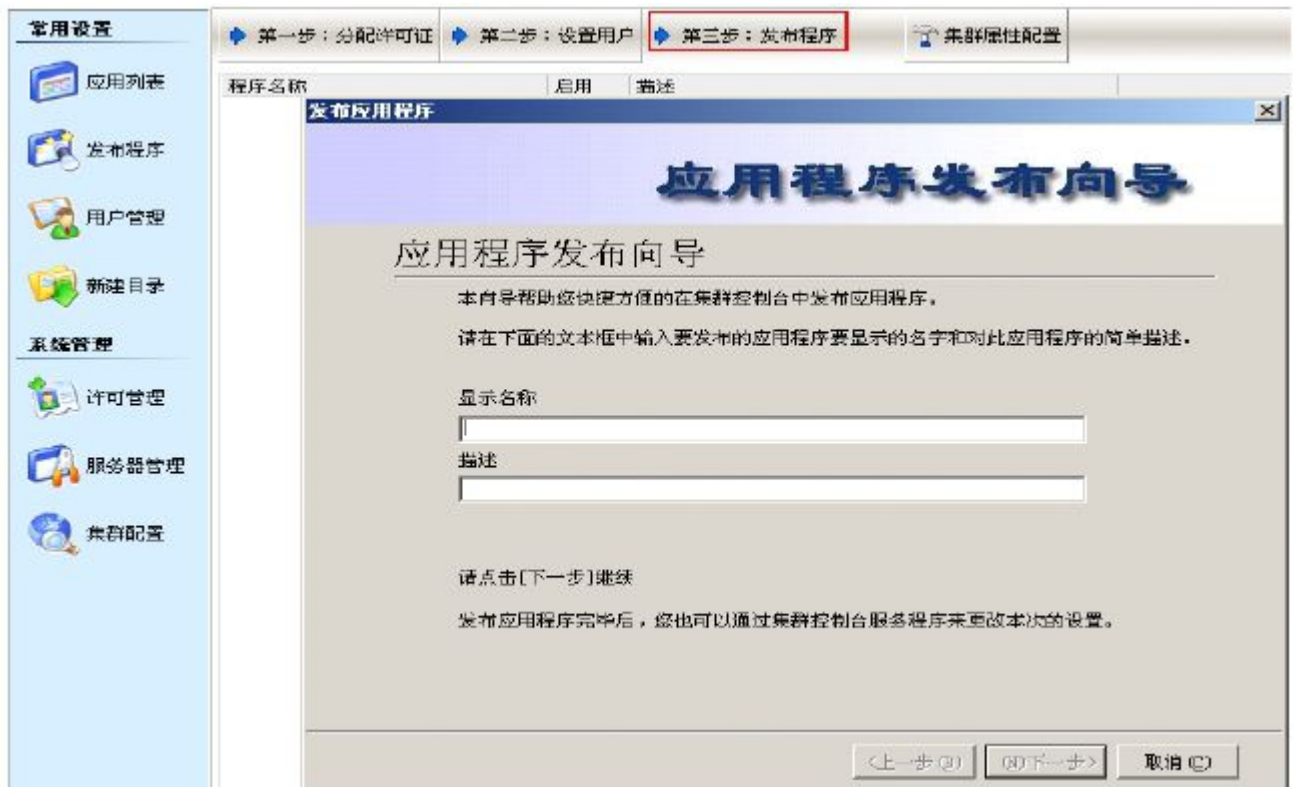 常用设置
应用列表
发布程序
用户管理
新建目录
系统管理
许可管理
服务器管理
集群配置
第一步：分配许可证 第二步：设置用户 第三步：发布程序 集群属性配置
程序名称 启用 描述
发布应用程序
应用程序发布向导
应用程序发布向导
本向导帮助您快速方便的在集群控制台中发布应用程序。
请在下面的文本框中输入要发布的应用程序要显示的名字和对此应用程序的简单描述。
显示名称
描述
请点击[下一步]继续
发布应用程序完毕后，您也可以通过集群控制台服务程序来更改本次的设置。
<上一步(B) (N)下一步> 取消(C)